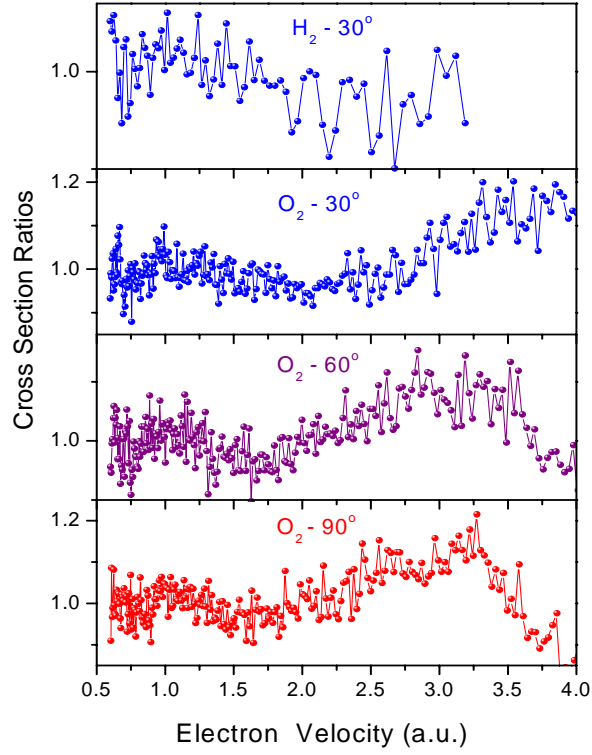 H2 - 30°
1.0
O2 - 30°
1.2
1.0
O2 - 60°
1.0
O2 - 90°
1.2
1.0
Cross Section Ratios
0.5 1.0 1.5 2.0 2.5 3.0 3.5 4.0
Electron Velocity (a.u.)